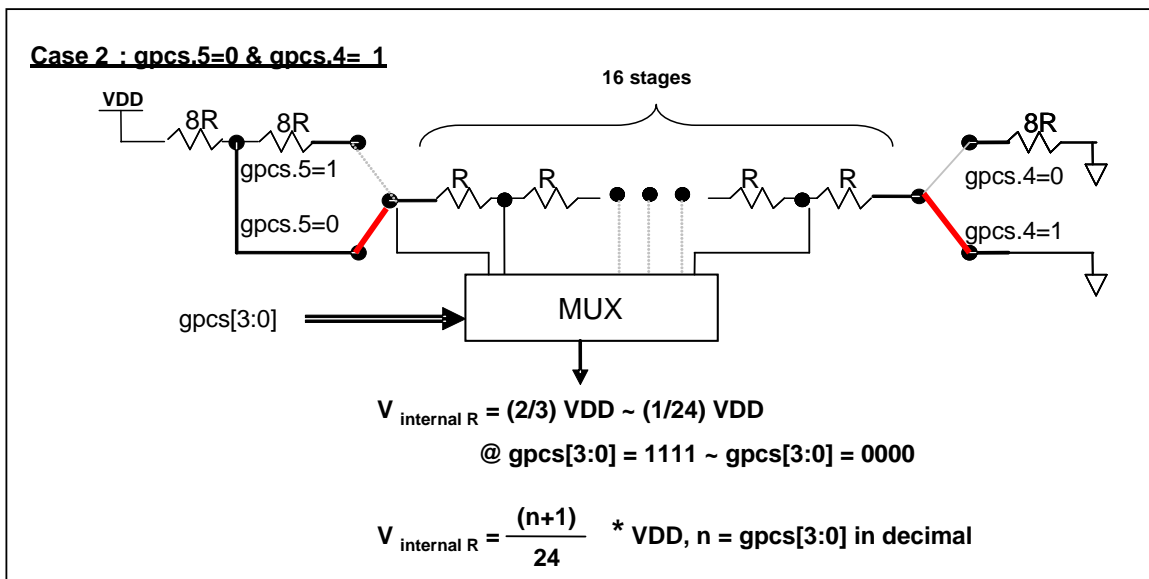 Case 2 : gpcs.5=0 & gpcs.4= 1
16 stages
VDD
8R 8R 8R
gpcs.5=1 R R R R gpcs.4=0
gpcs.5=0 gpcs.4=1
gpcs[3:0] MUX
V internal R = (2/3) VDD ~ (1/24) VDD
@ gpcs[3:0] = 1111 ~ gpcs[3:0] = 0000
V internal R = (n+1) / 24 * VDD, n = gpcs[3:0] in decimal